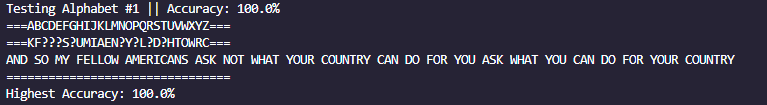 Testing Alphabet #1 || Accuracy: 100.0%
===ABCDEFGHIJKLMNOPQRSTUVWXYZ===
===KF???S?UMIAEN?Y?L?D?HTOWRC===
AND SO MY FELLOW AMERICANS ASK NOT WHAT YOUR COUNTRY CAN DO FOR YOU ASK WHAT YOU CAN DO FOR YOUR COUNTRY
================================
Highest Accuracy: 100.0%